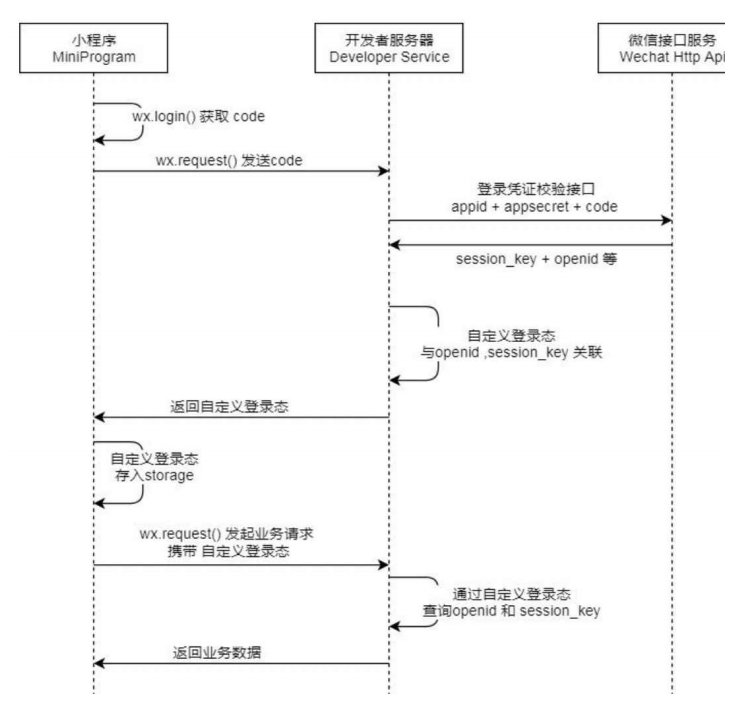 小程序
MiniProgram
开发者服务器
Developer Service
微信接口服务
Wechat Http Api
wx.login() 获取 code
wx.request() 发送code
登录凭证校验接口
appid + appsecret + code
session_key + openid 等
自定义登录态
与openid ,session_key 关联
返回自定义登录态
自定义登录态
存入storage
wx.request() 发起业务请求
携带 自定义登录态
通过自定义登录态
查询openid 和 session_key
返回业务数据